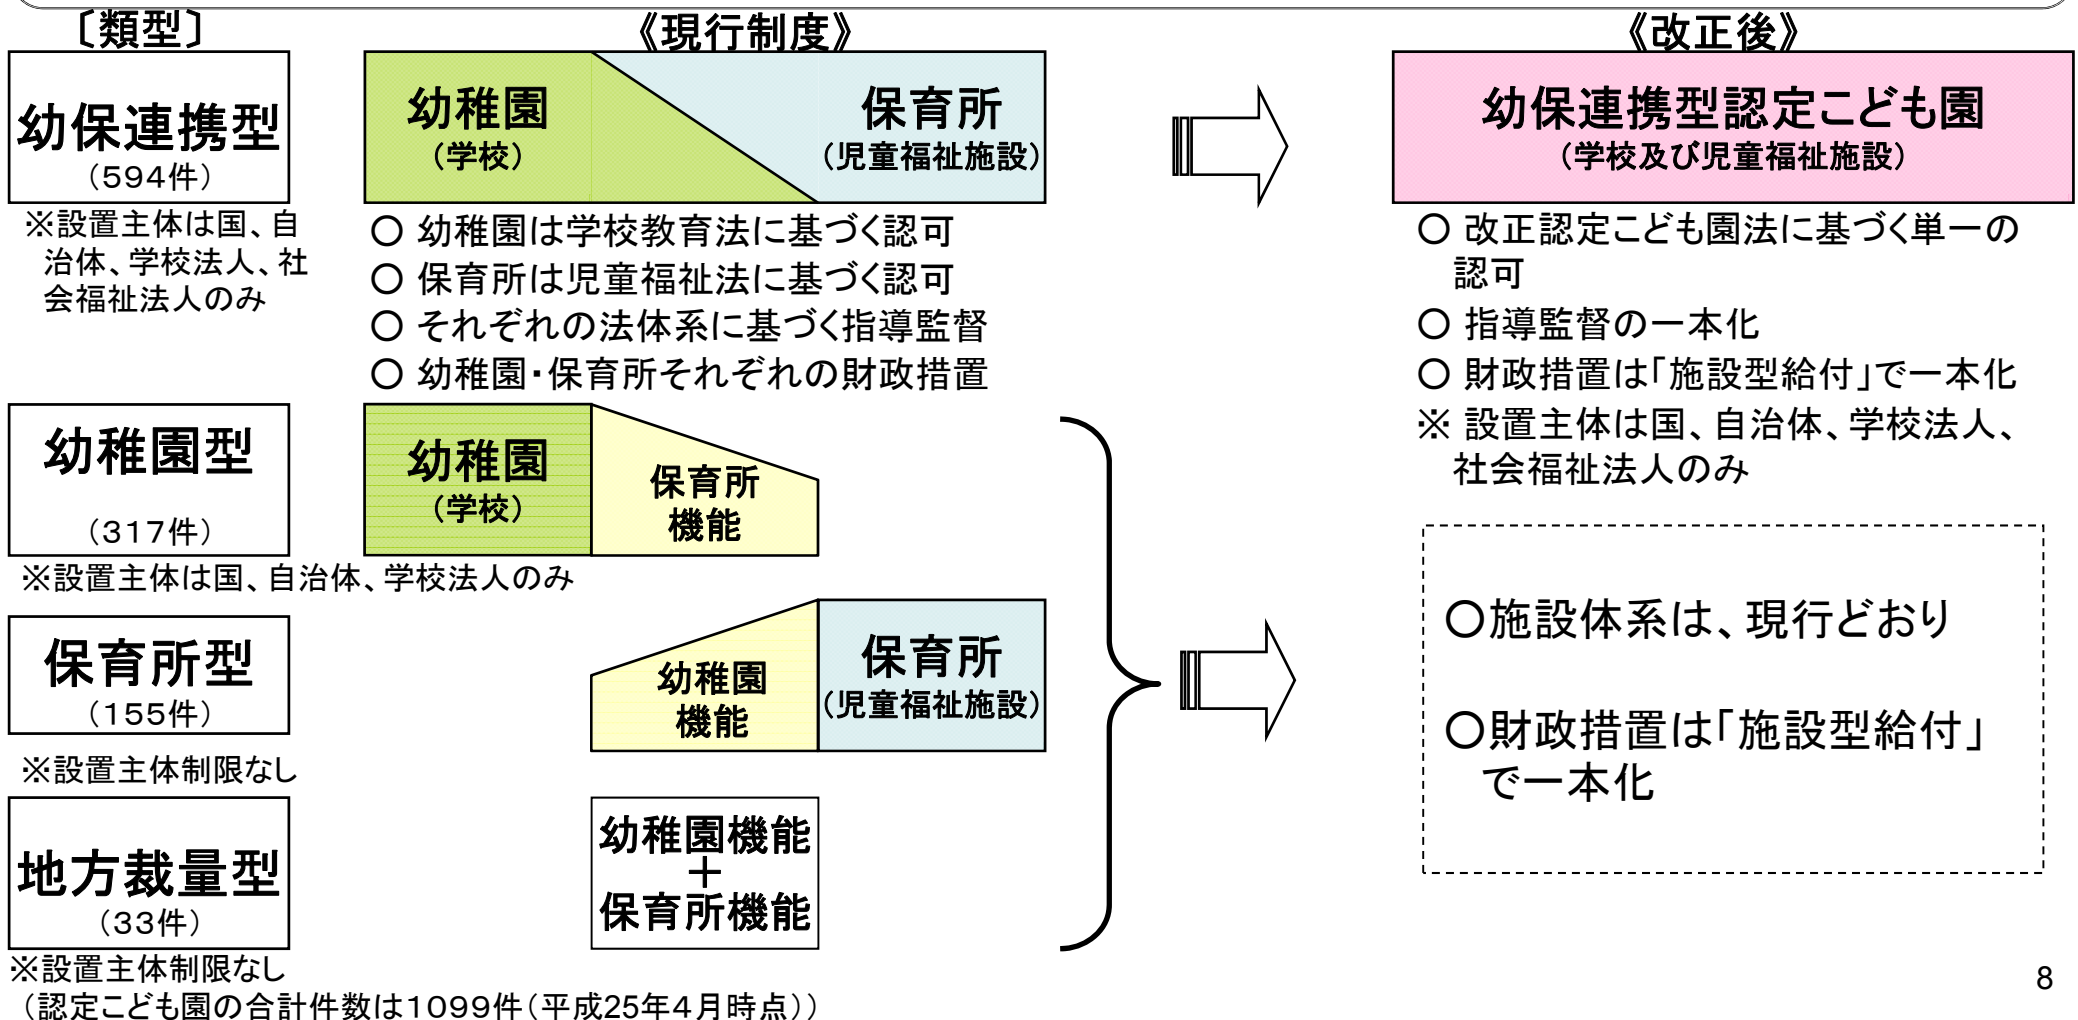 〔類型〕
《現行制度》
《改正後》
幼保連携型
（594件）
※設置主体は国、自
治体、学校法人、社
会福祉法人のみ
幼稚園
（学校）
保育所
（児童福祉施設）
幼保連携型認定こども園
（学校及び児童福祉施設）
○ 幼稚園は学校教育法に基づく認可
○ 保育所は児童福祉法に基づく認可
○ それぞれの法体系に基づく指導監督
○ 幼稚園・保育所それぞれの財政措置
○ 改正認定こども園法に基づく単一の
認可
○ 指導監督の一本化
○ 財政措置は「施設型給付」で一本化
※ 設置主体は国、自治体、学校法人、
社会福祉法人のみ
幼稚園型
（317件）
※設置主体は国、自治体、学校法人のみ
幼稚園
（学校）
保育所
機能
保育所型
（155件）
※設置主体制限なし
幼稚園
機能
保育所
（児童福祉施設）
地方裁量型
（33件）
※設置主体制限なし
幼稚園機能
＋
保育所機能
○施設体系は、現行どおり
○財政措置は「施設型給付」
で一本化
（認定こども園の合計件数は1099件（平成25年4月時点））
8